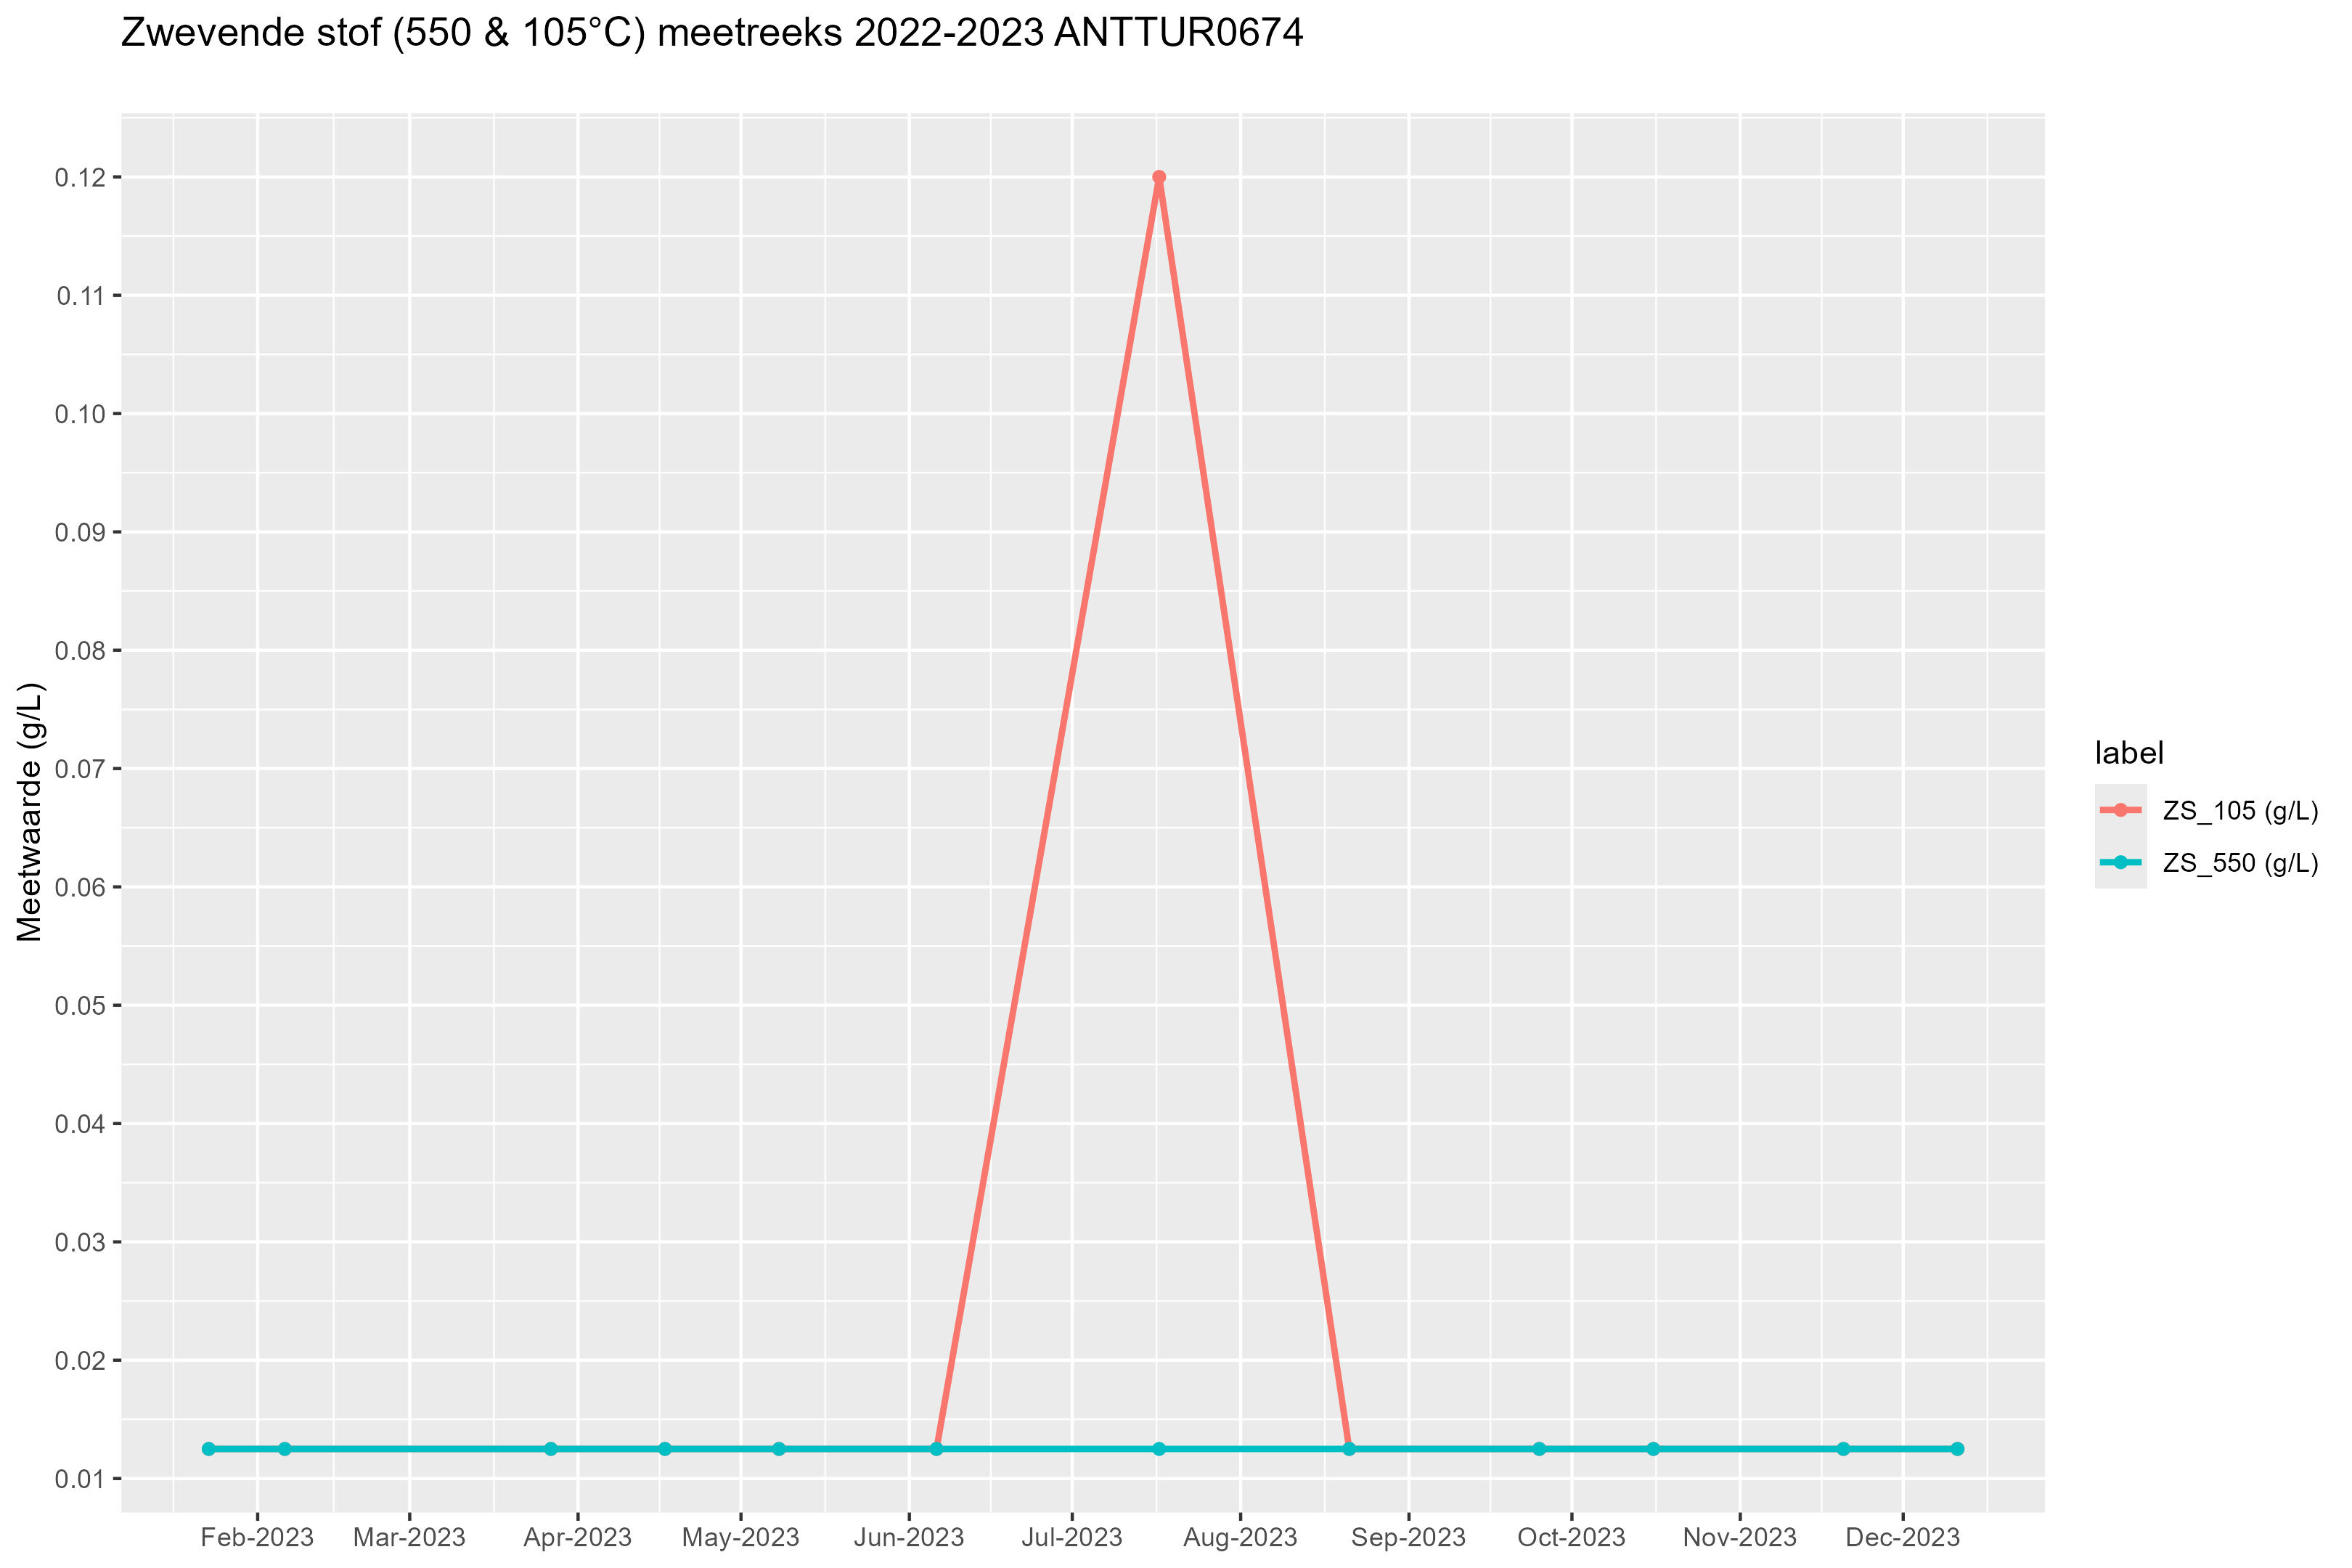 Zwevende stof (550 & 105°C) meetreeks 2022-2023 ANTTUR0674
0.12
0.11
0.10
0.09
0.08
0.07
0.06
0.05
0.04
0.03
0.02
0.01
Meetwaarde (g/L)
Feb-2023
Mar-2023
Apr-2023
May-2023
Jun-2023
Jul-2023
Aug-2023
Sep-2023
Oct-2023
Nov-2023
Dec-2023
label
ZS_105 (g/L)
ZS_550 (g/L)